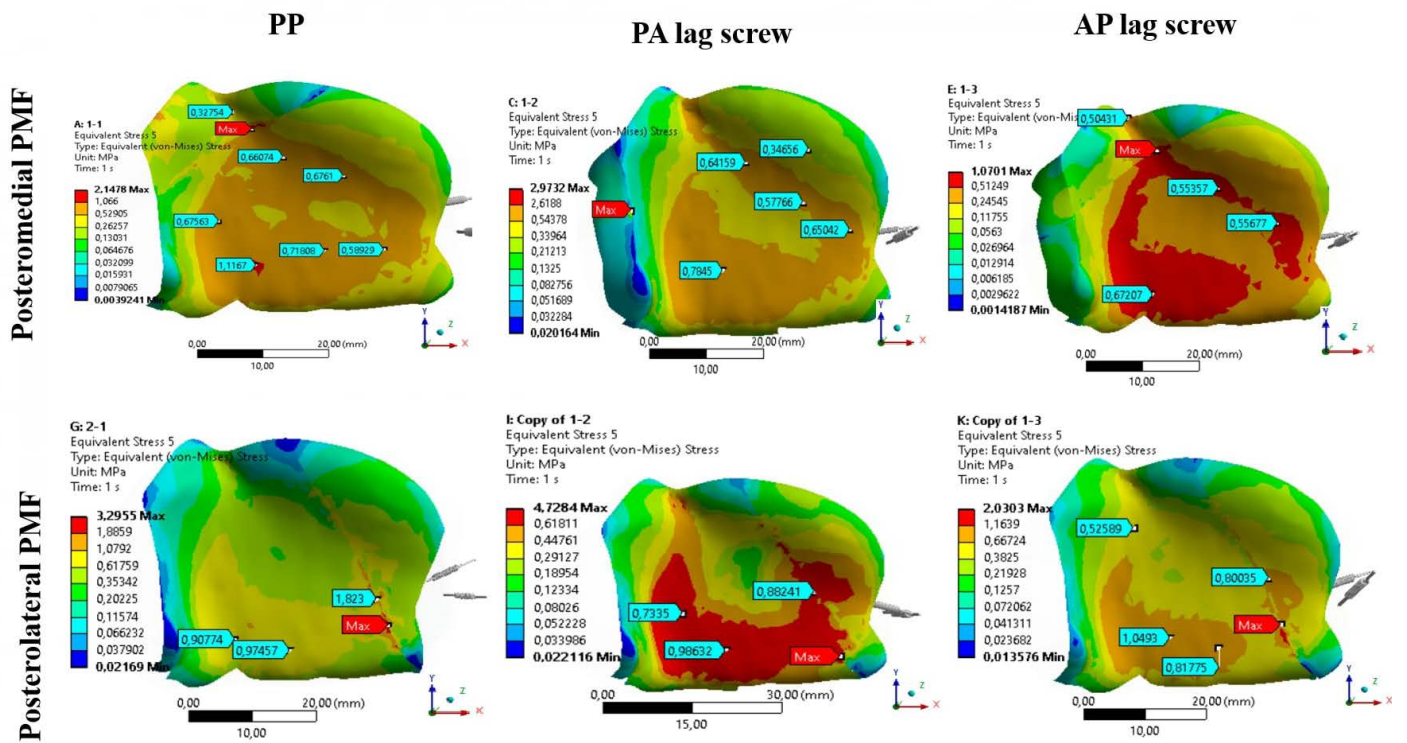 PP
PA lag screw
AP lag screw
Posteromedial PMF
A: 1-1
Equivalent Stress 5
Type: Equivalent (von-Mises) Stress
Unit: MPa
Time: 1 s
2,1478 Max
1,066
0,52905
0,26257
0,13031
0,064676
0,032099
0,015931
0,0079065
0,0039241 Min
0,32754
Max
0,66074
0,6761
0,67563
0,71808
0,58929
1,1167
0,00
20,00 (mm)
10,00
Y
Z
X
C: 1-2
Equivalent Stress 5
Type: Equivalent (von-Mises) Stress
Unit: MPa
Time: 1 s
2,9732 Max
2,6188
0,54378
0,33964
0,21213
0,1325
0,082756
0,051689
0,032284
0,020164 Min
0,64159
0,34656
Max
0,57766
0,65042
0,7845
0,00
20,00 (mm)
10,00
Y
Z
X
E: 1-3
Equivalent Stress 5
Type: Equivalent (von-Mis
Unit: MPa
Time: 1 s
1,0701 Max
0,51249
0,24545
0,11755
0,0563
0,026964
0,012914
0,006185
0,0029622
0,0014187 Min
0,50431
Max
0,55357
0,55677
0,67207
0,00
20,00 (mm)
10,00
Y
Z
X
Posterolateral PMF
G: 2-1
Equivalent Stress 5
Type: Equivalent (von-Mises) Stress
Unit: MPa
Time: 1 s
3,2955 Max
1,8859
1,0792
0,61759
0,35342
0,20225
0,11574
0,066232
0,037902
0,02169 Min
1,823
Max
0,90774
0,97457
0,00
20,00 (mm)
10,00
Y
Z
X
I: Copy of 1-2
Equivalent Stress 5
Type: Equivalent (von-Mises) Stress
Unit: MPa
Time: 1 s
4,7284 Max
0,61811
0,44761
0,29127
0,18954
0,12334
0,08026
0,052228
0,033986
0,022116 Min
0,88241
0,7335
0,98632
Max
0,00
30,00 (mm)
15,00
Y
Z
X
K: Copy of 1-3
Equivalent Stress 5
Type: Equivalent (von-Mises) Stress
Unit: MPa
Time: 1 s
2,0303 Max
1,1639
0,66724
0,3825
0,21928
0,1257
0,072062
0,041311
0,023682
0,013576 Min
0,52589
0,80035
Max
1,0493
0,81775
0,00
20,00 (mm)
10,00
Y
Z
X